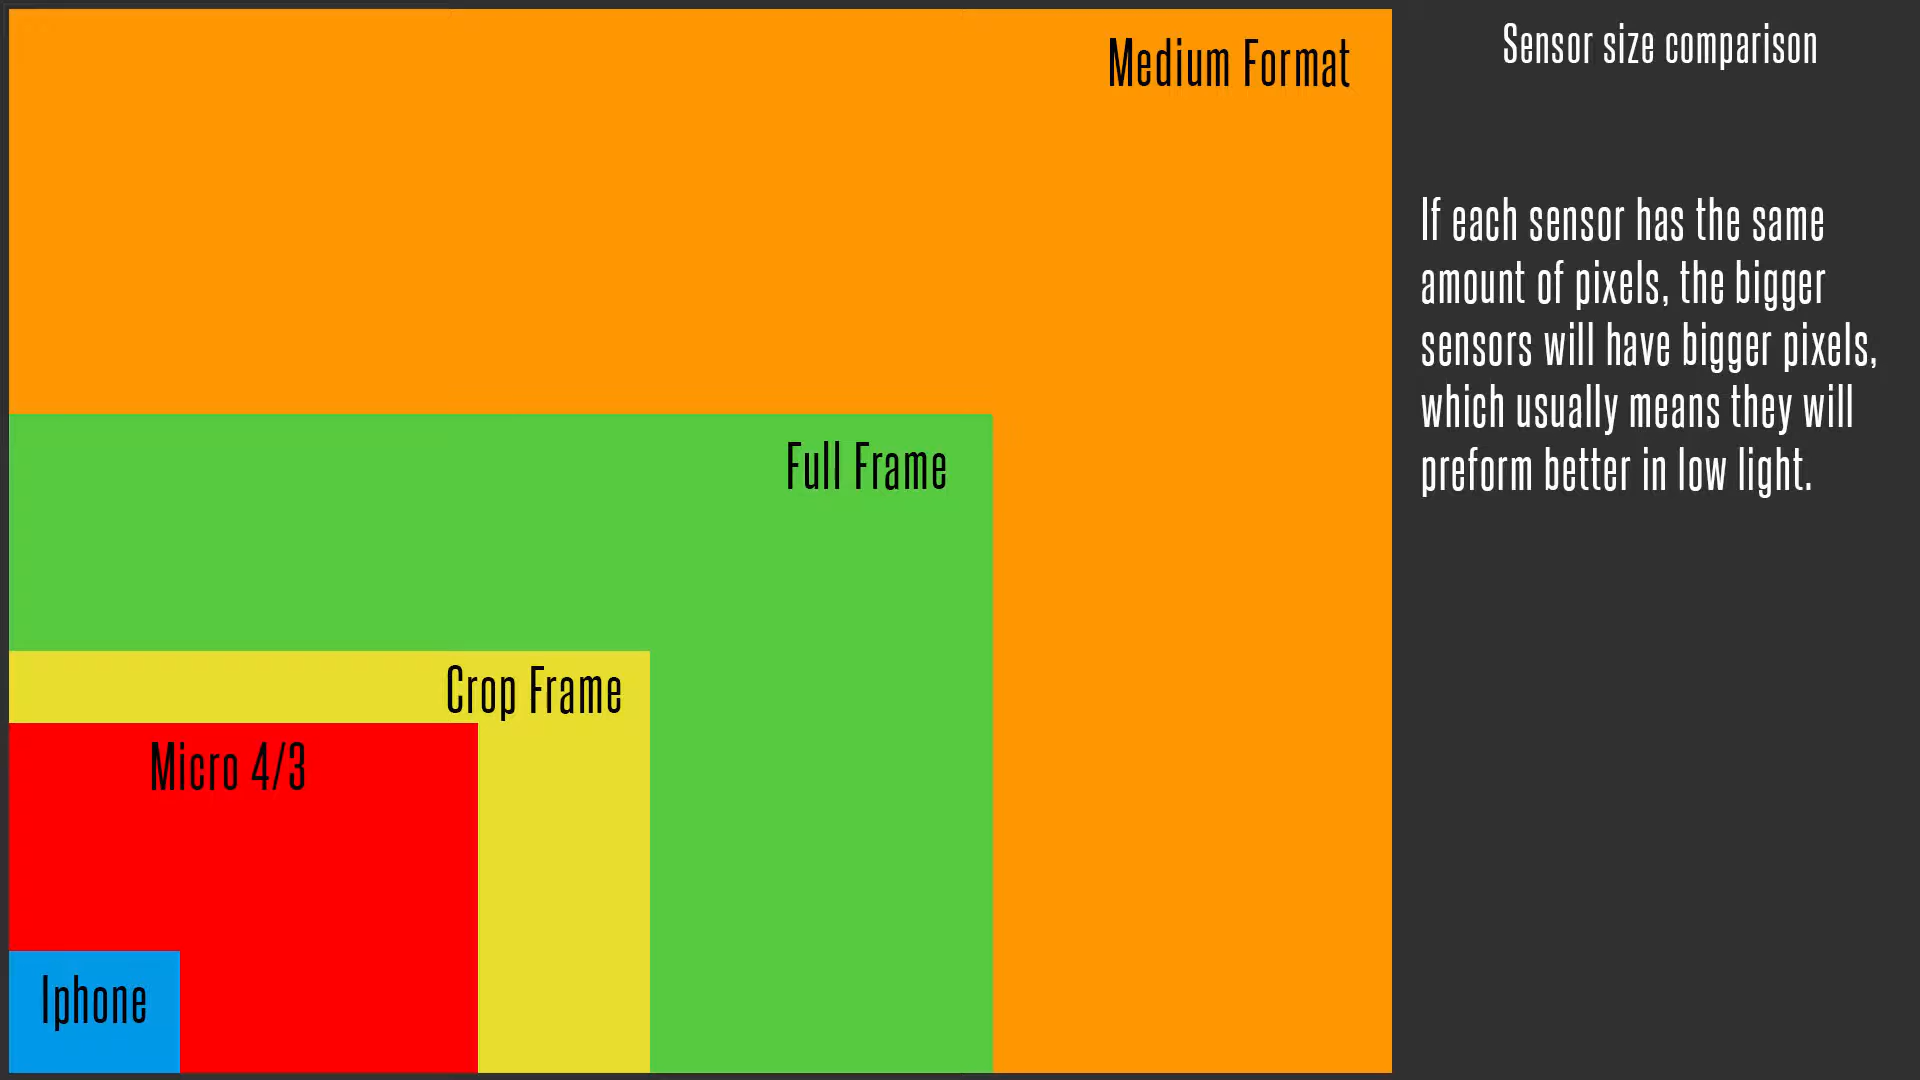 Sensor size comparison
Medium Format
If each sensor has the same
amount of pixels, the bigger
sensors will have bigger pixels,
which usually means they will
preform better in low light.
Full Frame
Crop Frame
Micro 4/3
Iphone